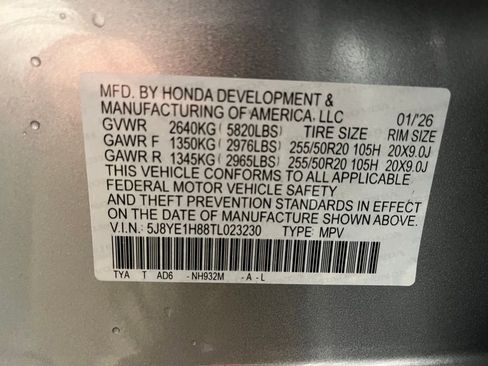 MFD. BY HONDA DEVELOPMENT &
MANUFACTURING OF AMERICA, LLC 01/'26
GVWR 2640KG (5820LBS) TIRE SIZE RIM SIZE
GAWR F 1350KG (2976LBS) 255/50R20 105H 20X9.0J
GAWR R 1345KG (2965LBS) 255/50R20 105H 20X9.0J
THIS VEHICLE CONFORMS TO ALL APPLICABLE
FEDERAL MOTOR VEHICLE SAFETY
AND THEFT PREVENTION STANDARDS IN EFFECT
ON THE DATE OF MANUFACTURE SHOWN ABOVE.
V.I.N.: 5J8YE1H88TL023230 TYPE: MPV
TYA T AD6 -NH932M -A -L